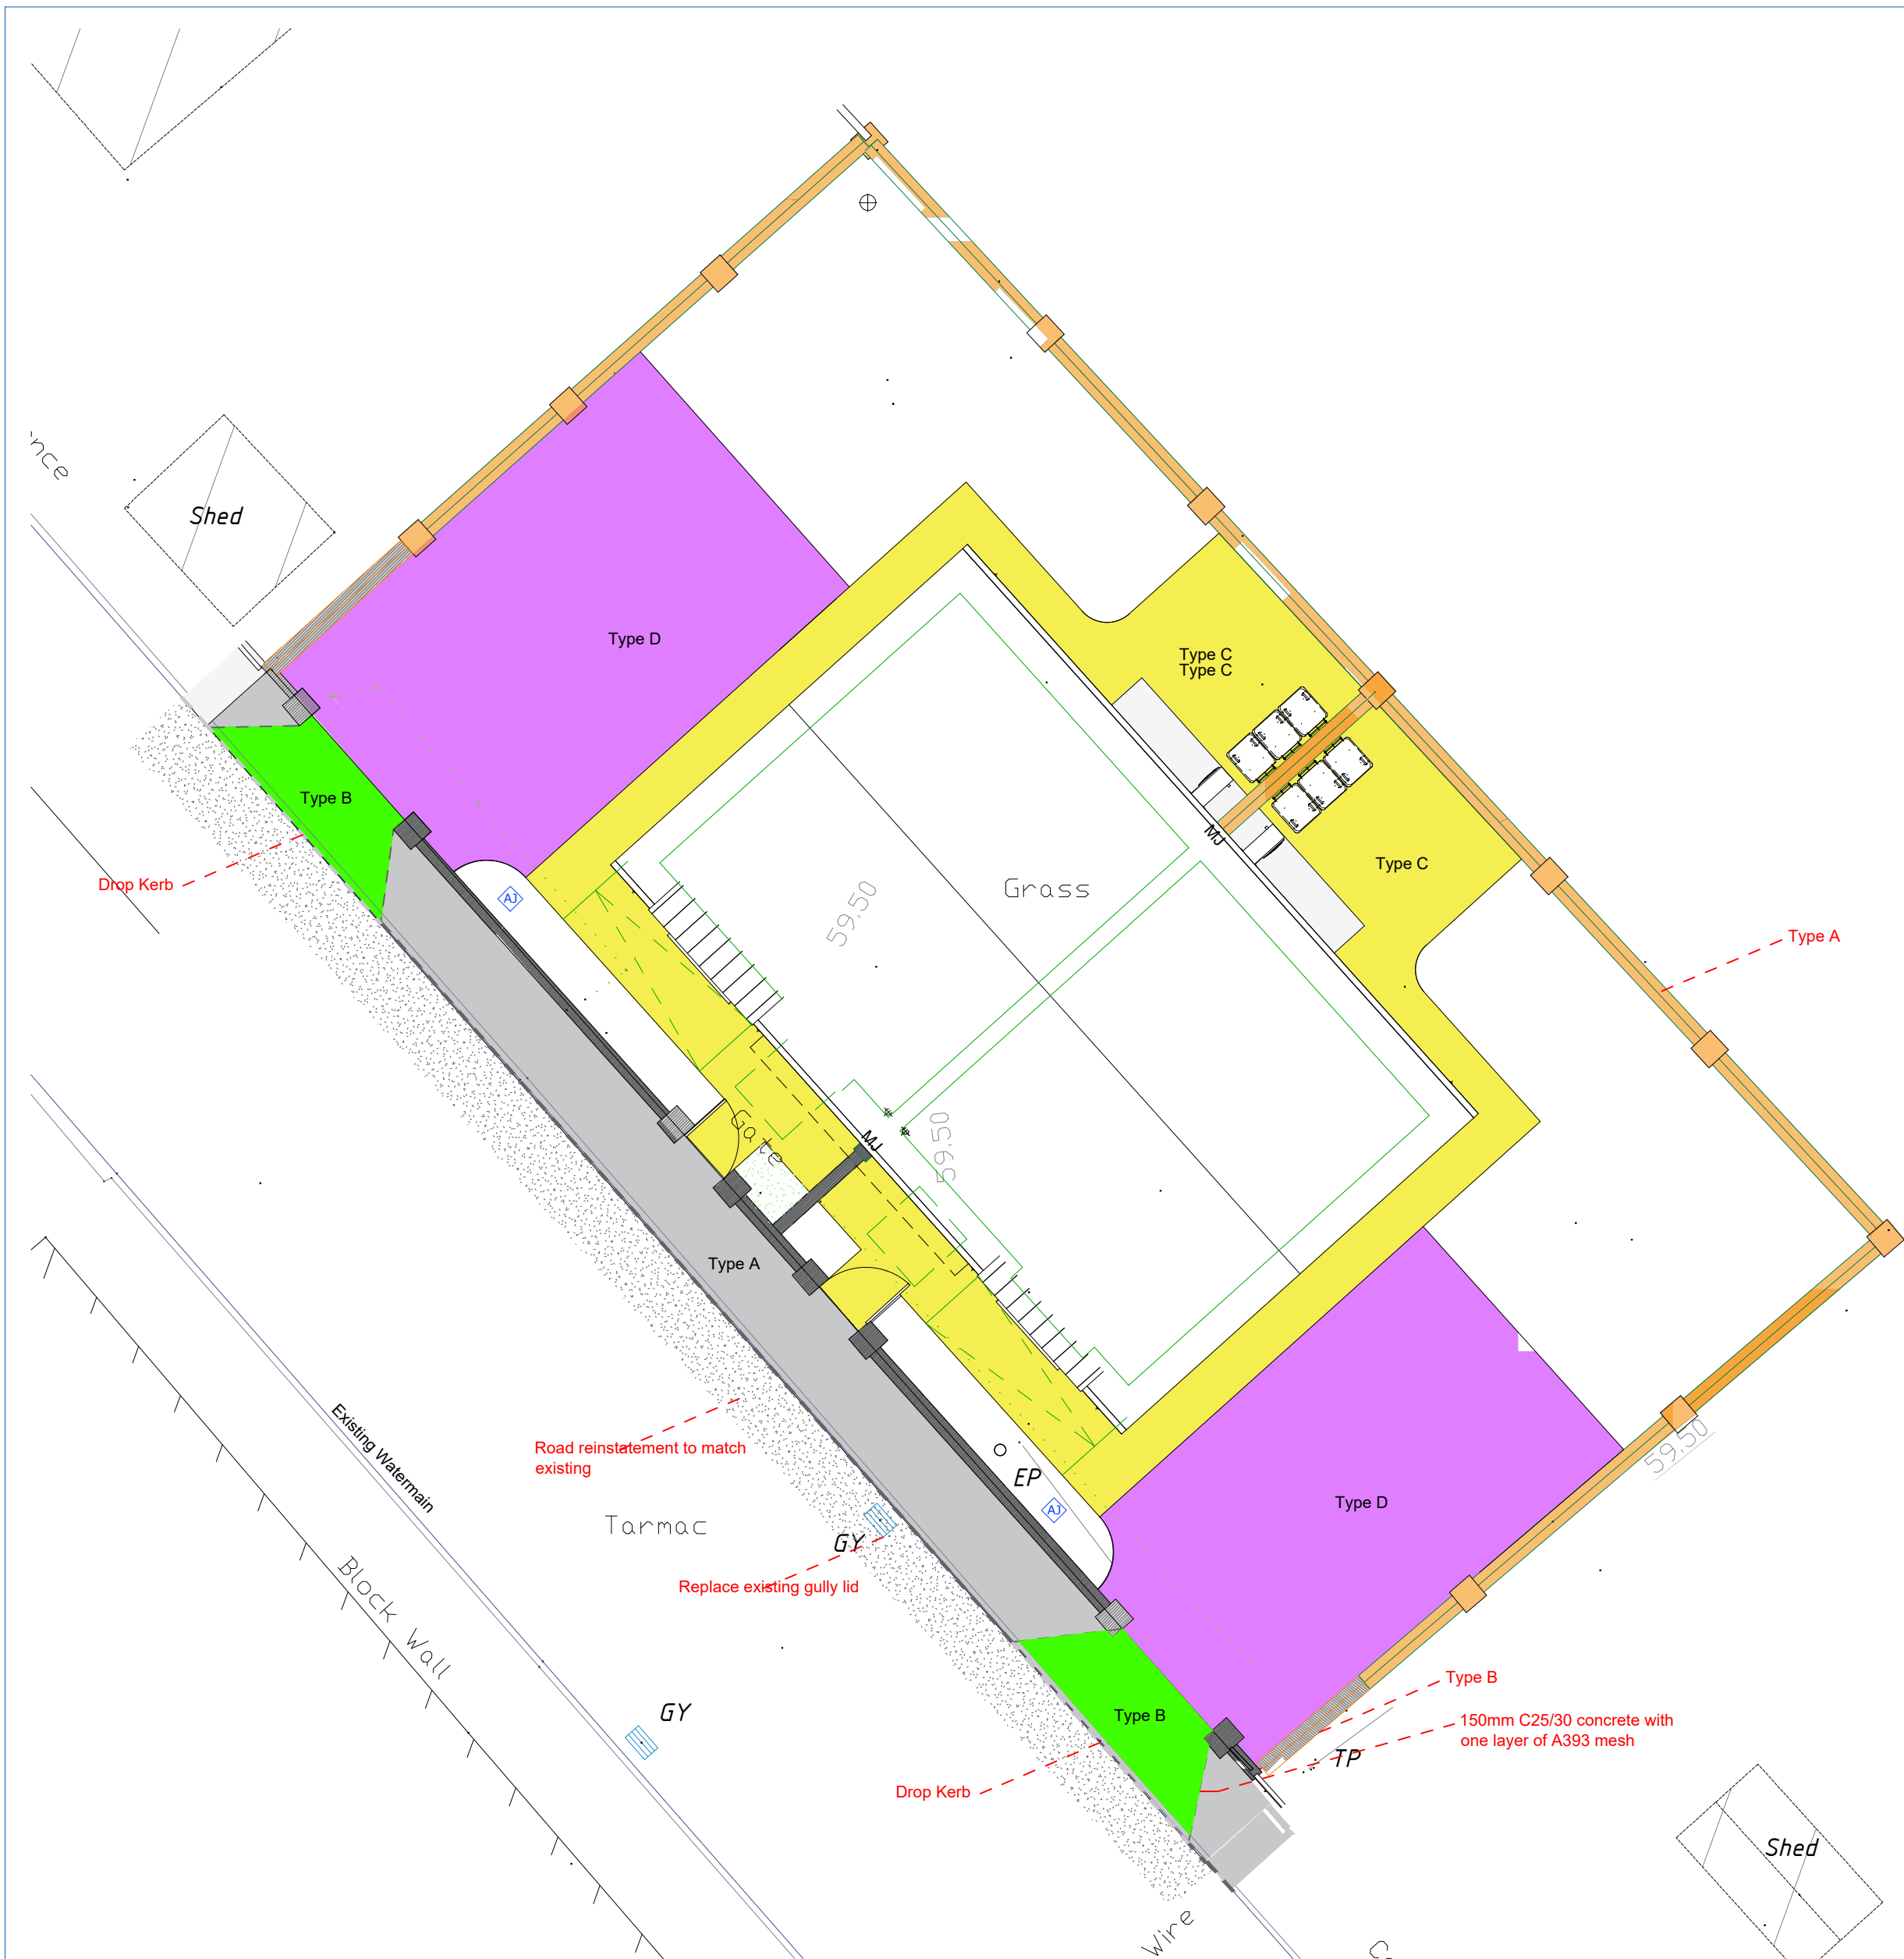 nce
Shed
Type D
Type C
Type C
Type B
MJ
Drop Kerb
Type C
Grass
59.50
AJ
Type A
Gate
MJ
59.50
Type A
Existing Watermain
Road reinstatement to match
existing
59.50
EP
Type D
AJ
Tarmac
GY
Replace existing gully lid
Block Wall
Type B
GY
Type B
150mm C25/30 concrete with
one layer of A393 mesh
TP
Drop Kerb
Shed
Wire